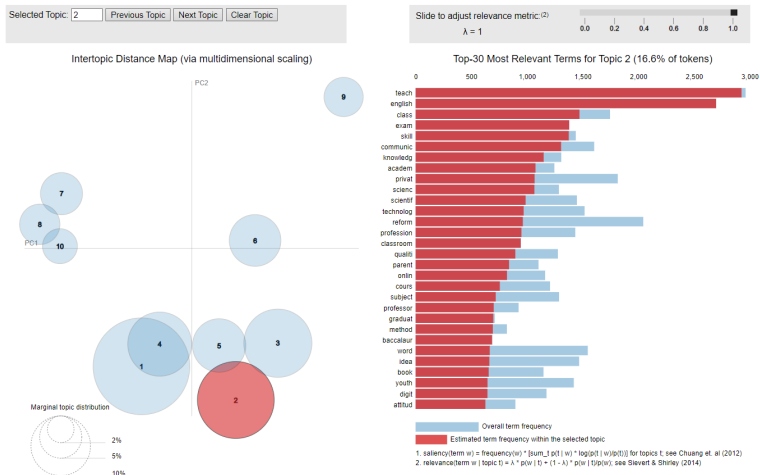 Selected Topic: 2 Previous Topic Next Topic Clear Topic
Slide to adjust relevance metric:(2)
λ = 1
0.0 0.2 0.4 0.6 0.8 1.0
Intertopic Distance Map (via multidimensional scaling)
PC2
PC1
9
7
8
10
6
4
1
5
3
2
Marginal topic distribution
2%
5%
10%
Top-30 Most Relevant Terms for Topic 2 (16.6% of tokens)
0 500 1,000 1,500 2,000 2,500 3,000
teach
english
class
exam
skill
communic
knowledg
academ
privat
scienc
scientif
technolog
reform
profession
classroom
qualiti
parent
onlin
cours
subject
professor
graduat
method
baccalaur
word
idea
book
youth
digit
attitud
Overall term frequency
Estimated term frequency within the selected topic
1. saliency(term w) = frequency(w) * [sum_t p(t | w) * log(p(t | w)/p(t))] for topics t; see Chuang et. al (2012)
2. relevance(term w | topic t) = λ * p(w | t) + (1 - λ) * p(w | t)/p(w); see Sievert & Shirley (2014)